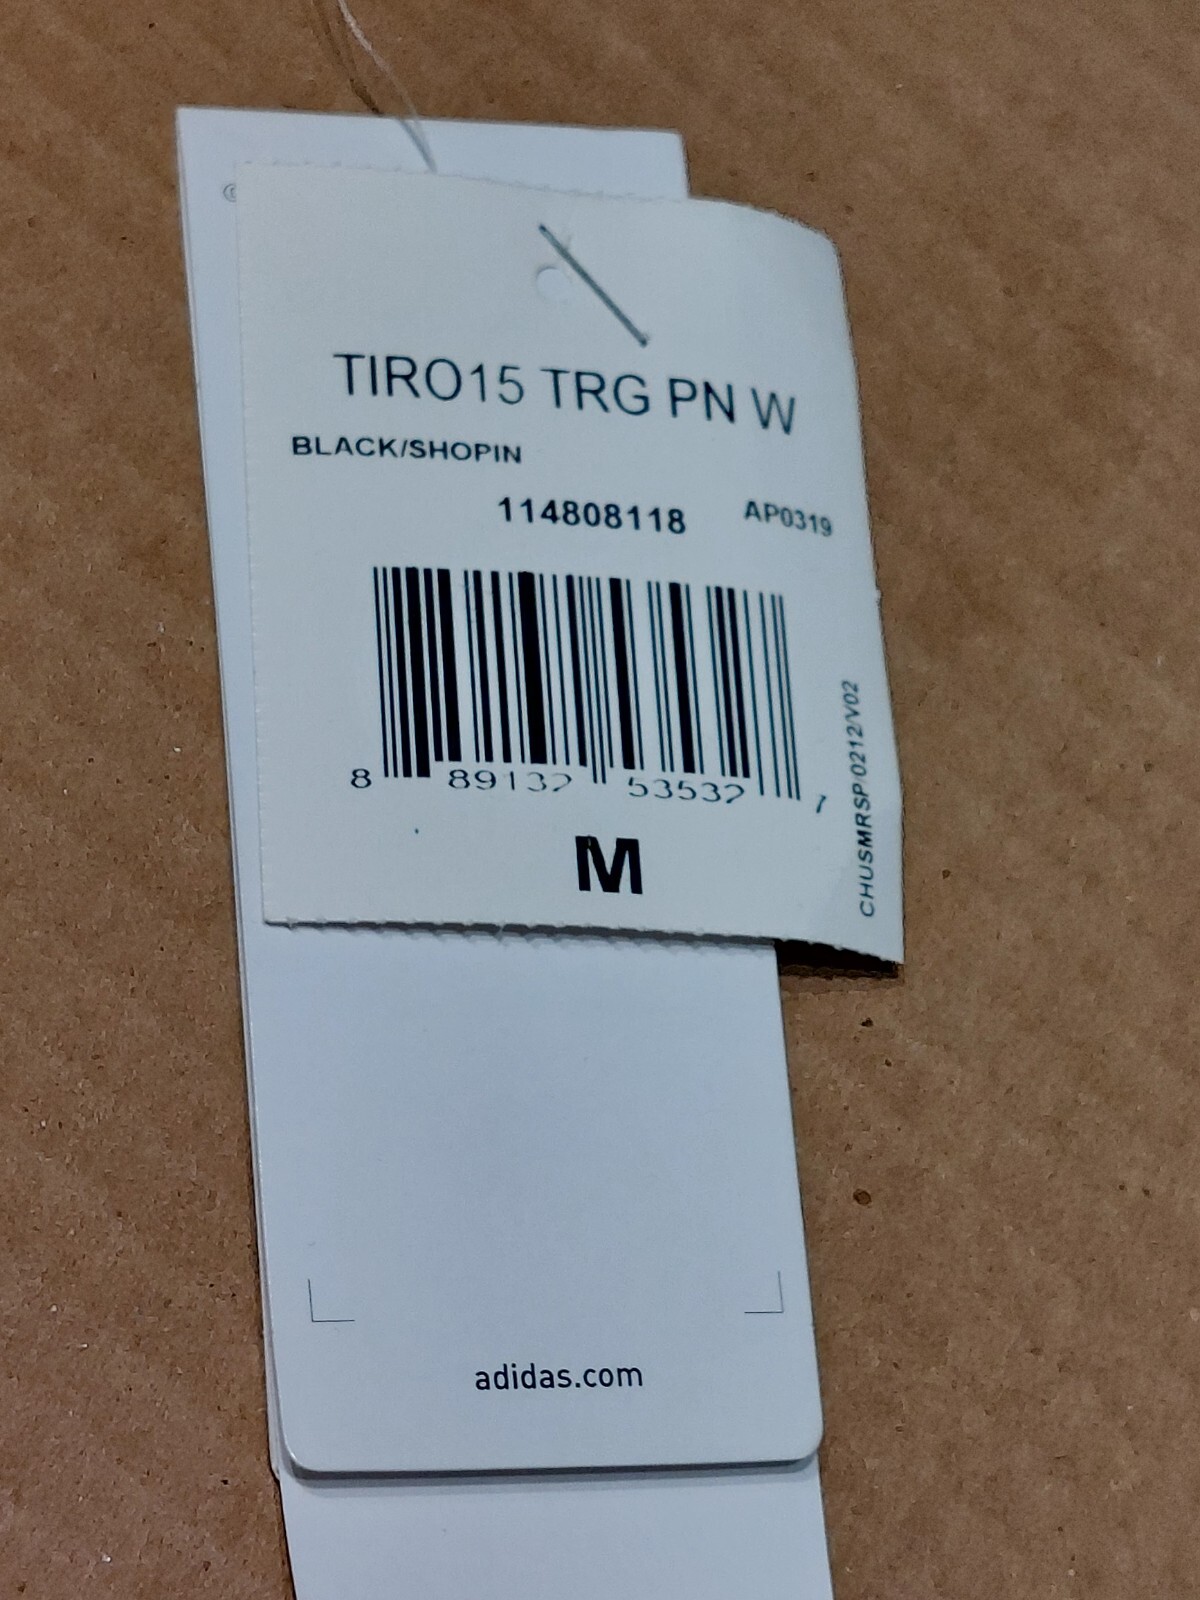 ©
TIRO15 TRG PN W
BLACK/SHOPIN
114808118 AP0319
8 89132 53532 7
M
CHUSMRSP/0212/V02
adidas.com